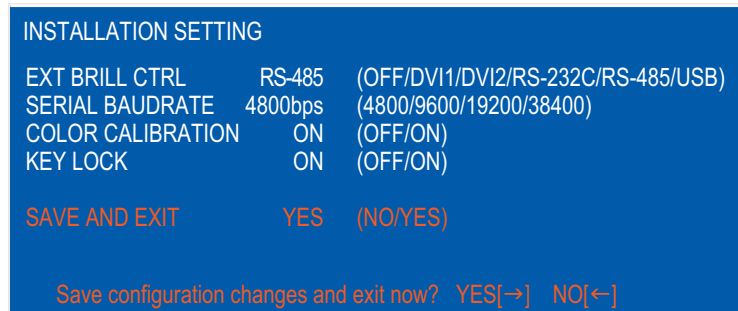 INSTALLATION SETTING
EXT BRILL CTRL RS-485 (OFF/DVI1/DVI2/RS-232C/RS-485/USB)
SERIAL BAUDRATE 4800bps (4800/9600/19200/38400)
COLOR CALIBRATION ON (OFF/ON)
KEY LOCK ON (OFF/ON)
SAVE AND EXIT YES (NO/YES)
Save configuration changes and exit now? YES[→] NO[←]